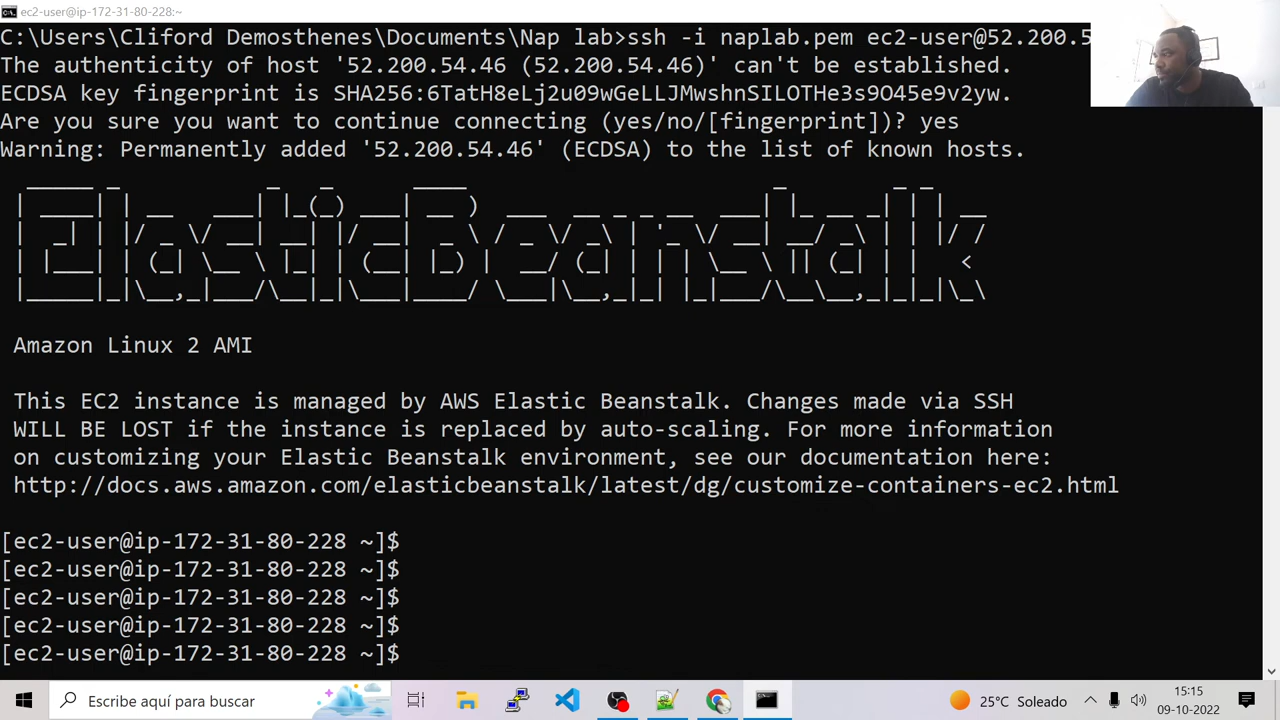 ec2-user@ip-172-31-80-228:~
C:\Users\Cliford Demosthenes\Documents\Nap lab>ssh -i naplab.pem ec2-user@52.200.5
The authenticity of host '52.200.54.46 (52.200.54.46)' can't be established.
ECDSA key fingerprint is SHA256:6TatH8eLj2u09wGeLLJMwshnSILOTHe3s9O45e9v2yw.
Are you sure you want to continue connecting (yes/no/[fingerprint])? yes
Warning: Permanently added '52.200.54.46' (ECDSA) to the list of known hosts.
ElasticBeanstalk
Amazon Linux 2 AMI
This EC2 instance is managed by AWS Elastic Beanstalk. Changes made via SSH
WILL BE LOST if the instance is replaced by auto-scaling. For more information
on customizing your Elastic Beanstalk environment, see our documentation here:
http://docs.aws.amazon.com/elasticbeanstalk/latest/dg/customize-containers-ec2.html
[ec2-user@ip-172-31-80-228 ~]$
[ec2-user@ip-172-31-80-228 ~]$
[ec2-user@ip-172-31-80-228 ~]$
[ec2-user@ip-172-31-80-228 ~]$
[ec2-user@ip-172-31-80-228 ~]$
Escribe aquí para buscar
25°C Soleado
15:15
09-10-2022